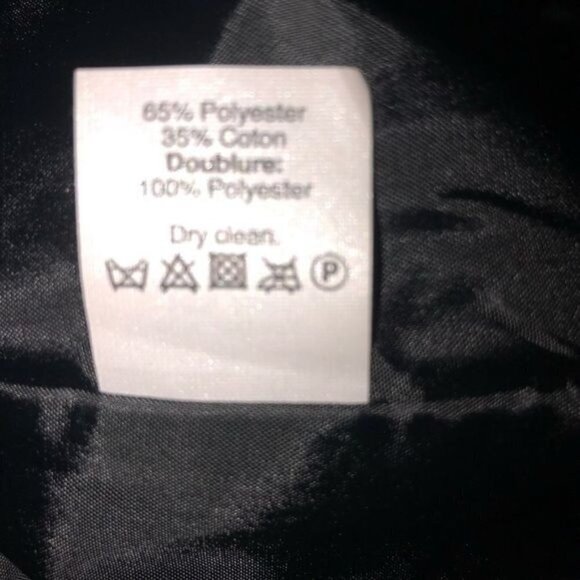 65% Polyester
35% Coton
Doublure:
100% Polyester
Dry clean.
P